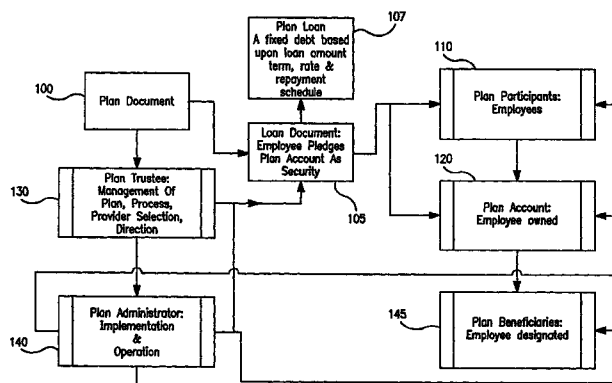 107
Plan Loan
A fixed debt based
upon loan amount
term, rate &
repayment
schedule
100
Plan Document
Loan Document:
Employee Pledges
Plan Account As
Security
105
110
Plan Participants:
Employees
130
Plan Trustee:
Management Of
Plan, Process,
Provider Selection,
Direction
120
Plan Account:
Employee owned
140
Plan Administrator:
Implementation
&
Operation
145
Plan Beneficiaries:
Employee designated